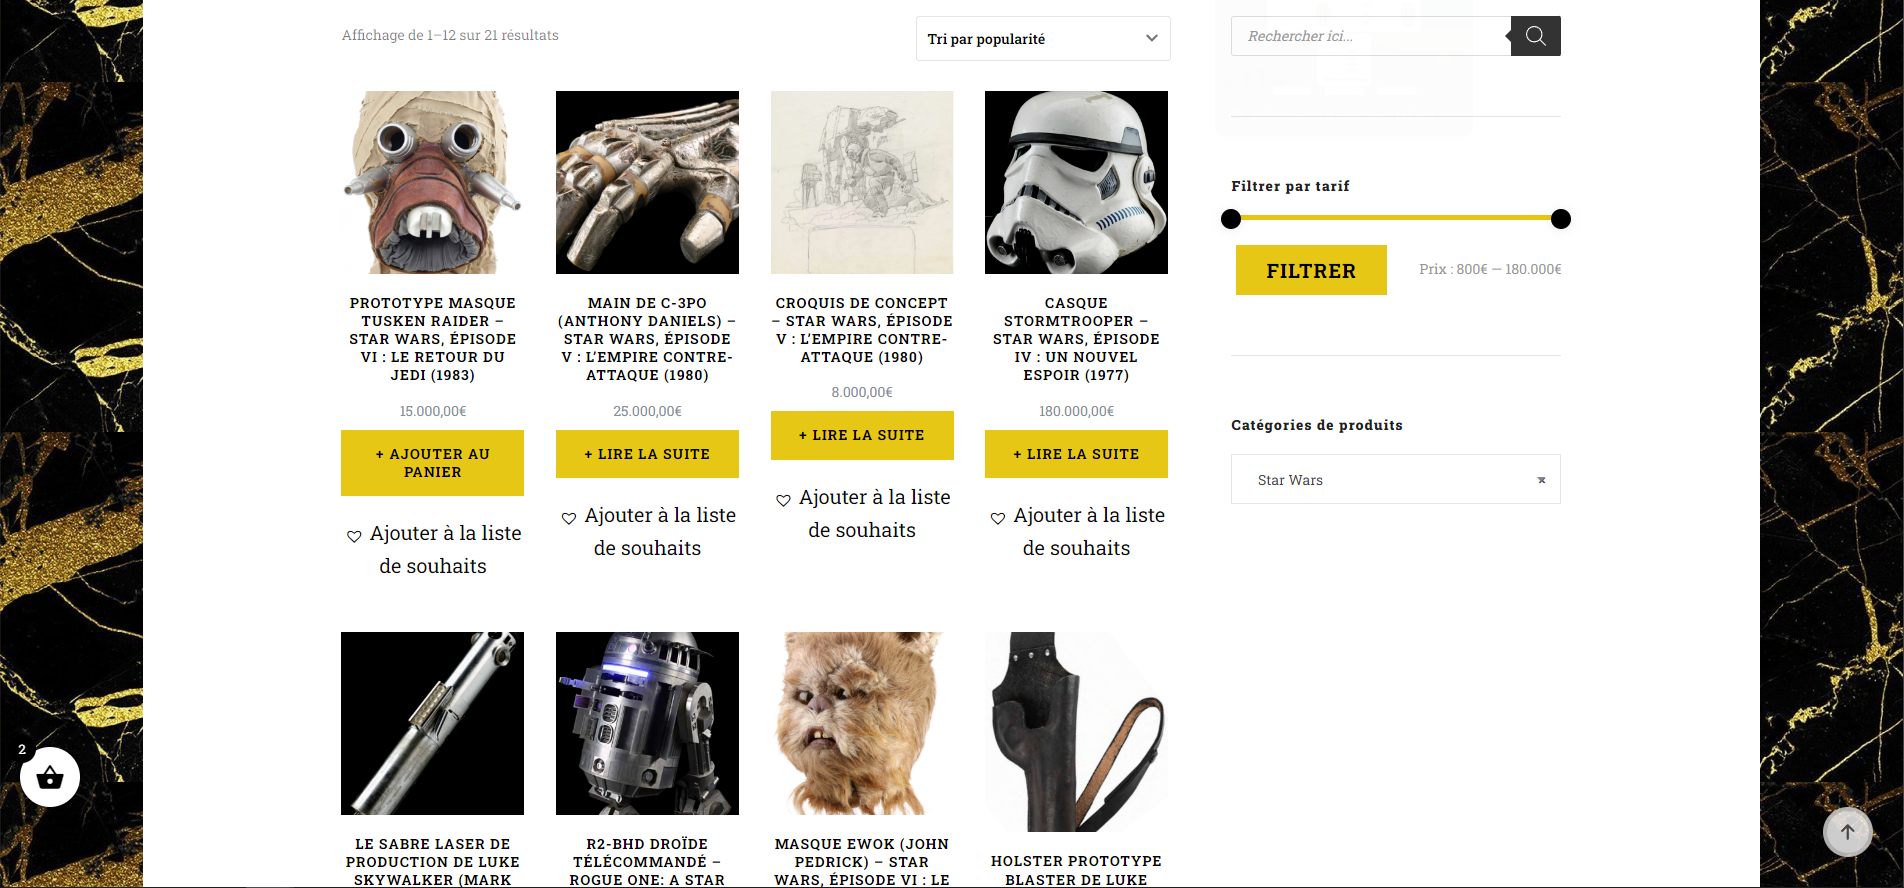 Affichage de 1–12 sur 21 résultats
Tri par popularité
Rechercher ici...
PROTOTYPE MASQUE
TUSKEN RAIDER –
STAR WARS, ÉPISODE
VI : LE RETOUR DU
JEDI (1983)
15.000,00€
+ AJOUTER AU
PANIER
Ajouter à la liste
de souhaits
MAIN DE C-3PO
(ANTHONY DANIELS) –
STAR WARS, ÉPISODE
V : L’EMPIRE CONTRE-
ATTAQUE (1980)
25.000,00€
+ LIRE LA SUITE
Ajouter à la liste
de souhaits
CROQUIS DE CONCEPT
– STAR WARS, ÉPISODE
V : L’EMPIRE CONTRE-
ATTAQUE (1980)
8.000,00€
+ LIRE LA SUITE
Ajouter à la liste
de souhaits
CASQUE
STORMTROOPER –
STAR WARS, ÉPISODE
IV : UN NOUVEL
ESPOIR (1977)
180.000,00€
+ LIRE LA SUITE
Ajouter à la liste
de souhaits
LE SABRE LASER DE
PRODUCTION DE LUKE
SKYWALKER (MARK
R2-BHD DROÏDE
TÉLÉCOMMANDÉ –
ROGUE ONE: A STAR
MASQUE EWOK (JOHN
PEDRICK) – STAR
WARS, ÉPISODE VI : LE
HOLSTER PROTOTYPE
BLASTER DE LUKE
Filtrer par tarif
FILTRER
Prix : 800€ — 180.000€
Catégories de produits
Star Wars
×
2